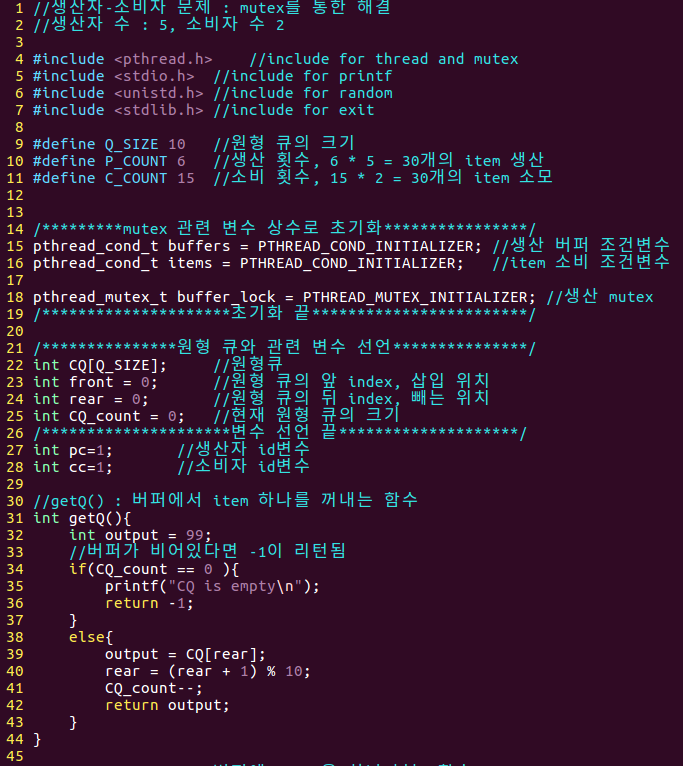 1 //생산자-소비자 문제 : mutex를 통한 해결
2 //생산자 수 : 5, 소비자 수 2
3
4 #include <pthread.h>    //include for thread and mutex
5 #include <stdio.h>  //include for printf
6 #include <unistd.h> //include for random
7 #include <stdlib.h> //include for exit
8
9 #define Q_SIZE 10   //원형 큐의 크기
10 #define P_COUNT 6   //생산 횟수, 6 * 5 = 30개의 item 생산
11 #define C_COUNT 15  //소비 횟수, 15 * 2 = 30개의 item 소모
12
13
14 /*********mutex 관련 변수 상수로 초기화****************/
15 pthread_cond_t buffers = PTHREAD_COND_INITIALIZER; //생산 버퍼 조건변수
16 pthread_cond_t items = PTHREAD_COND_INITIALIZER;   //item 소비 조건변수
17
18 pthread_mutex_t buffer_lock = PTHREAD_MUTEX_INITIALIZER; //생산 mutex
19 /*********************초기화 끝************************/
20
21 /***************원형 큐와 관련 변수 선언***************/
22 int CQ[Q_SIZE];     //원형큐
23 int front = 0;      //원형 큐의 앞 index, 삽입 위치
24 int rear = 0;       //원형 큐의 뒤 index, 빼는 위치
25 int CQ_count = 0;   //현재 원형 큐의 크기
26 /*********************변수 선언 끝********************/
27 int pc=1;       //생산자 id변수
28 int cc=1;       //소비자 id변수
29
30 //getQ() : 버퍼에서 item 하나를 꺼내는 함수
31 int getQ(){
32     int output = 99;
33     //버퍼가 비어있다면 -1이 리턴됨
34     if(CQ_count == 0 ){
35         printf("CQ is empty\n");
36         return -1;
37     }
38     else{
39         output = CQ[rear];
40         rear = (rear + 1) % 10;
41         CQ_count--;
42         return output;
43     }
44 }
45